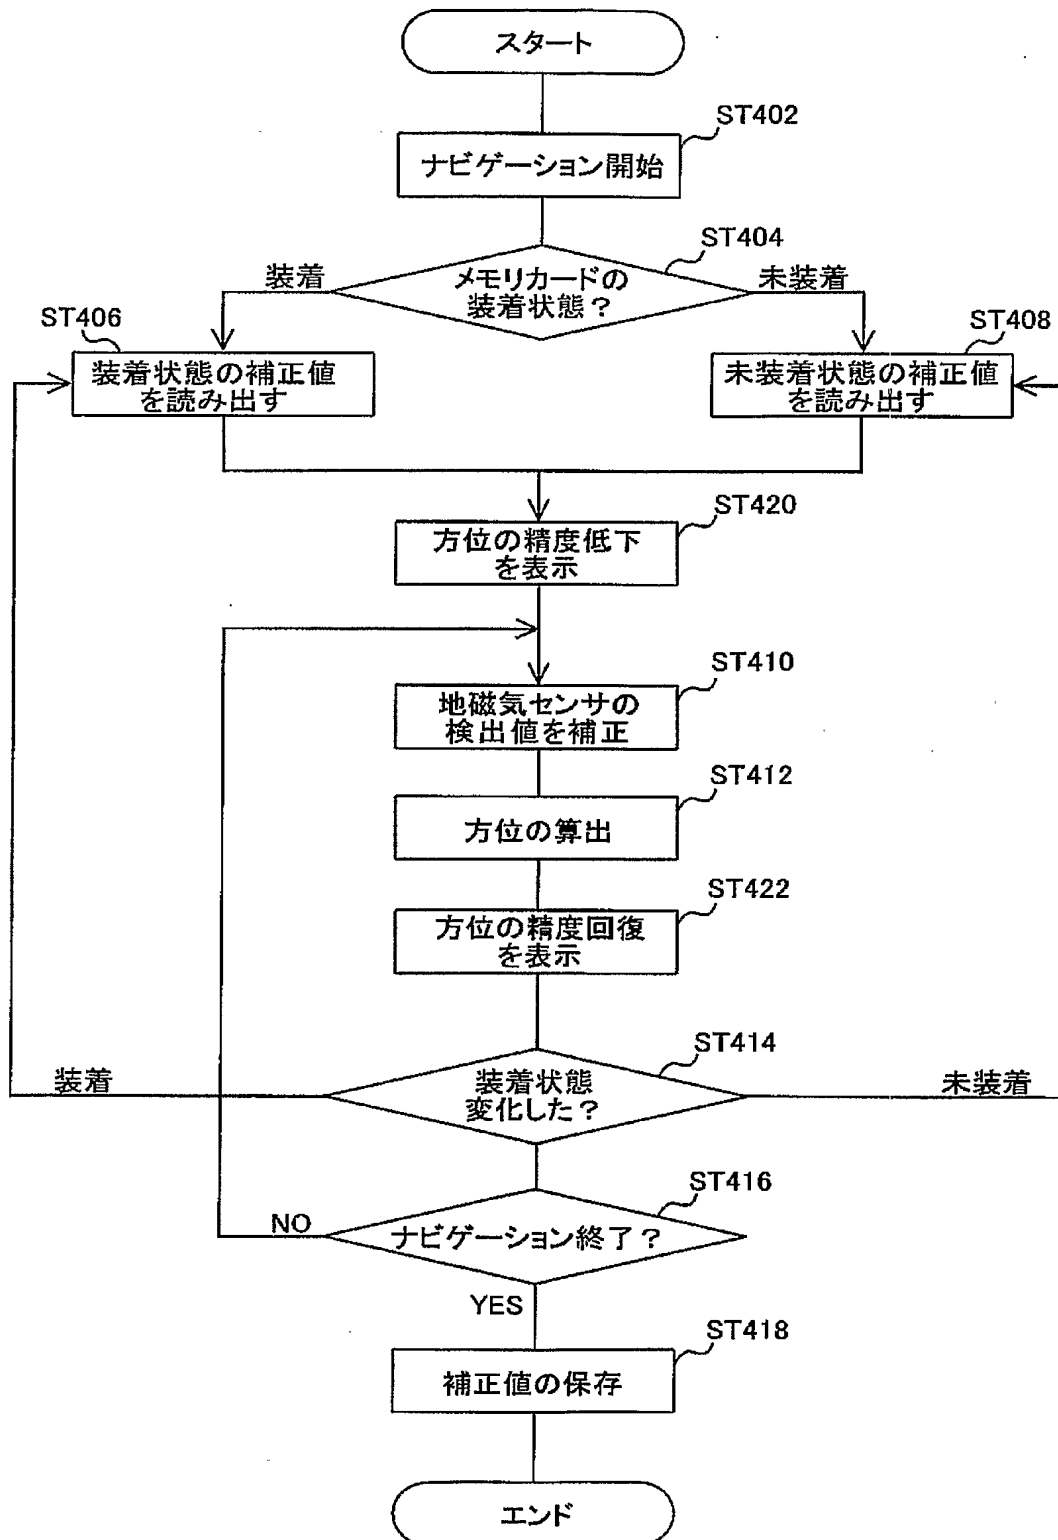 スタート
ST402
ナビゲーション開始
ST404
装着
メモリカードの
装着状態？
未装着
ST406
装着状態の補正値
を読み出す
ST408
未装着状態の補正値
を読み出す
ST420
方位の精度低下
を表示
ST410
地磁気センサの
検出値を補正
ST412
方位の算出
ST422
方位の精度回復
を表示
ST414
装着
装着状態
変化した？
未装着
ST416
NO
ナビゲーション終了？
YES
ST418
補正値の保存
エンド